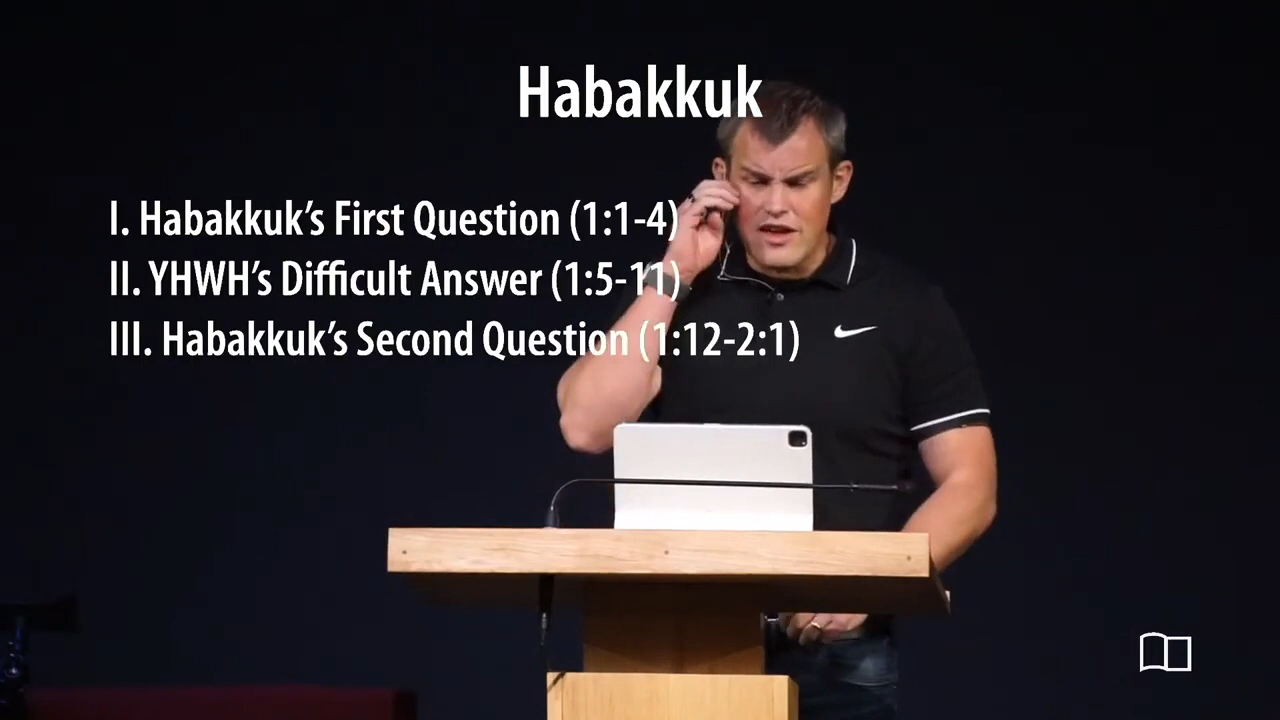 Habakkuk
I. Habakkuk’s First Question (1:1-4)
II. YHWH’s Difficult Answer (1:5-11)
III. Habakkuk’s Second Question (1:12-2:1)